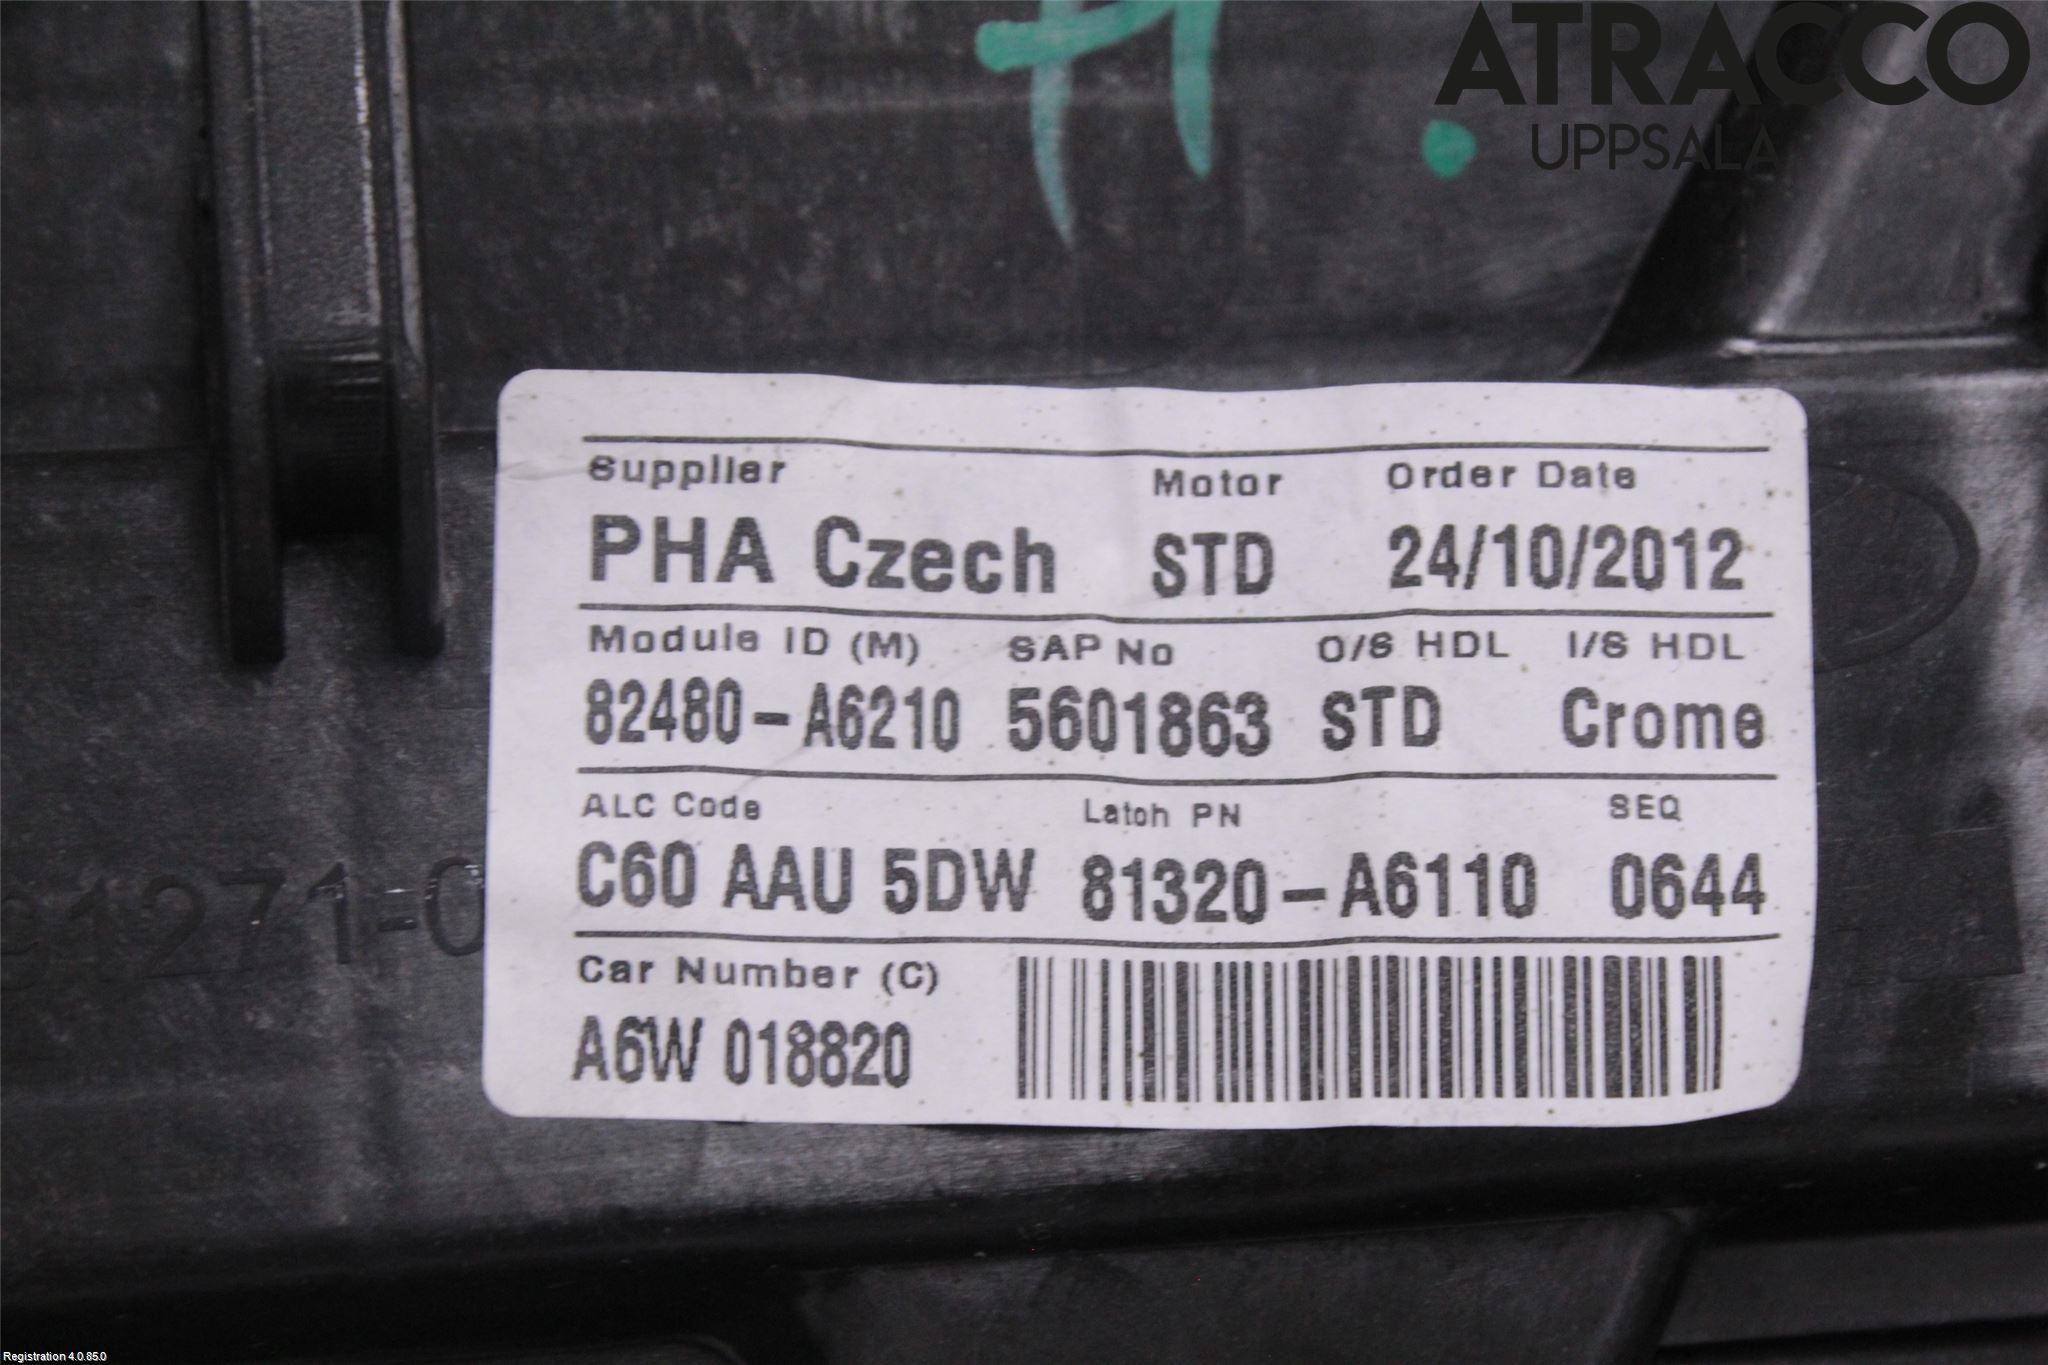 ATRACCO
UPPSALA
Supplier Motor Order Date
PHA Czech STD 24/10/2012
Module ID (M) SAP No O/S HDL I/S HDL
82480-A6210 5601863 STD Crome
ALC Code Latch PN SEQ
C60 AAU 5DW 81320-A6110 0644
1271-0
Car Number (C)
A6W 018820
Registration 4.0.85.0